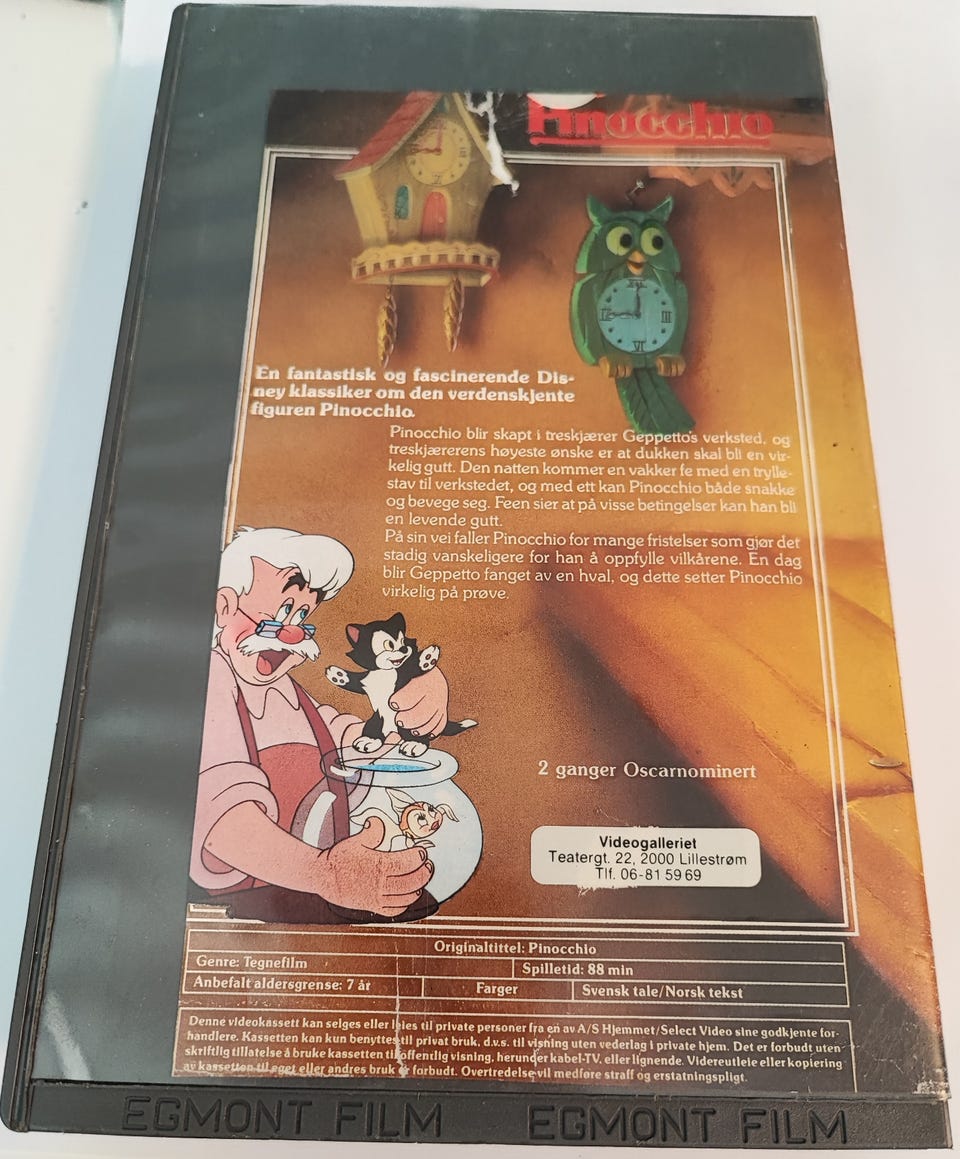 Pinocchio
En fantastisk og fascinerende Dis-
ney klassiker om den verdenskjente
figuren Pinocchio.
Pinocchio blir skapt i treskjærer Geppetto's verksted, og
treskjærerens høyeste ønske er at dukken skal bli en vir-
kelig gutt. Den natten kommer en vakker fe med en trylle-
stav til verkstedet, og med ett kan Pinocchio både snakke
og bevege seg. Feen sier at på visse betingelser kan han bli
en levende gutt.
På sin vei faller Pinocchio for mange fristelser som gjør det
stadig vanskeligere for han å oppfylle vilkårene. En dag
blir Geppetto fanget av en hval, og dette setter Pinocchio
virkelig på prøve.
2 ganger Oscarnominert
Videogalleriet
Teatergt. 22, 2000 Lillestrøm
Tlf. 06-81 59 69
Originaltittel: Pinocchio
Genre: Tegnefilm Spilletid: 88 min
Anbefalt aldersgrense: 7 år Farger Svensk tale/Norsk tekst
Denne videokassett kan selges eller leies til private personer fra en av A/S Hjemmet/Select Video sine godkjente for-
handlere. Kassetten kan kun benyttes til privat bruk, d.v.s. til visning uten vederlag i private hjem. Det er forbudt uten
skriftlig tillatelse å bruke kassetten til offendlig visning, herunder kabel-TV, eller lignende. Videreutleie eller kopiering
av kassetten til eget eller andres bruk er forbudt. Overtredelse vil medføre straff og erstatningspligt.
EGMONT FILM EGMONT FILM